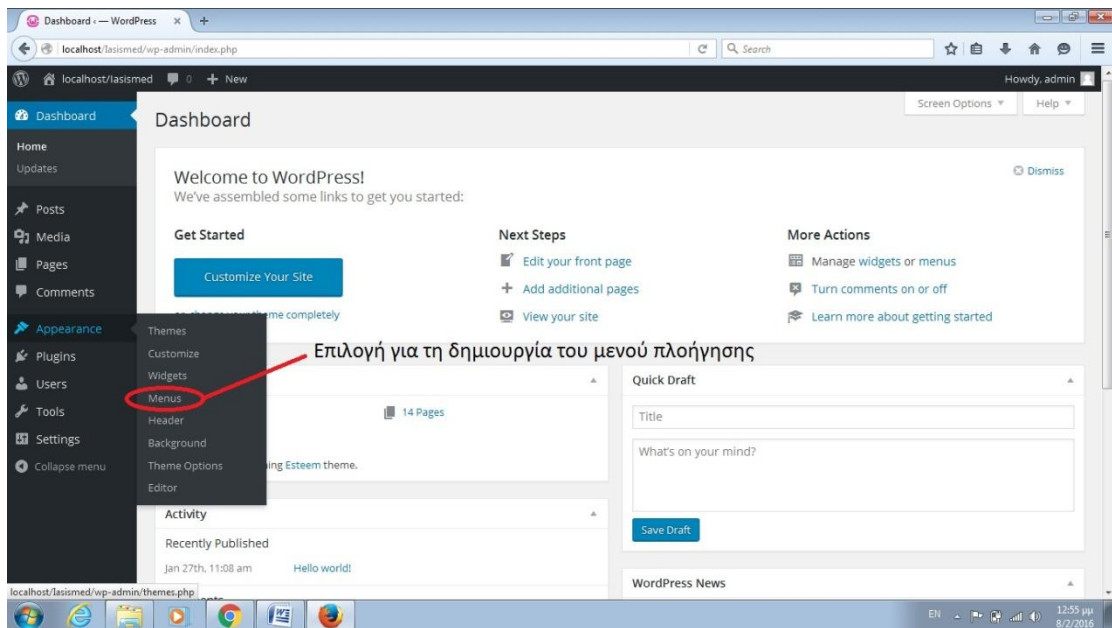 Dashboard ‹ — WordPress
localhost/Iasismed/wp-admin/index.php
Search
localhost/Iasismed 0 New
Howdy, admin
Screen Options
Help
Dashboard
Home
Updates
Posts
Media
Pages
Comments
Appearance
Plugins
Users
Tools
Settings
Collapse menu
Themes
Customize
Widgets
Menus
Header
Background
Theme Options
Editor
Dashboard
Welcome to WordPress!
We've assembled some links to get you started:
Dismiss
Get Started
Customize Your Site
theme completely
Next Steps
Edit your front page
Add additional pages
View your site
More Actions
Manage widgets or menus
Turn comments on or off
Learn more about getting started
Επιλογή για τη δημιουργία του μενού πλοήγησης
14 Pages
Esteem theme.
Activity
Recently Published
Jan 27th, 11:08 am Hello world!
Quick Draft
Title
What's on your mind?
Save Draft
WordPress News
localhost/Iasismed/wp-admin/themes.php
EN
12:55 μμ
8/2/2016